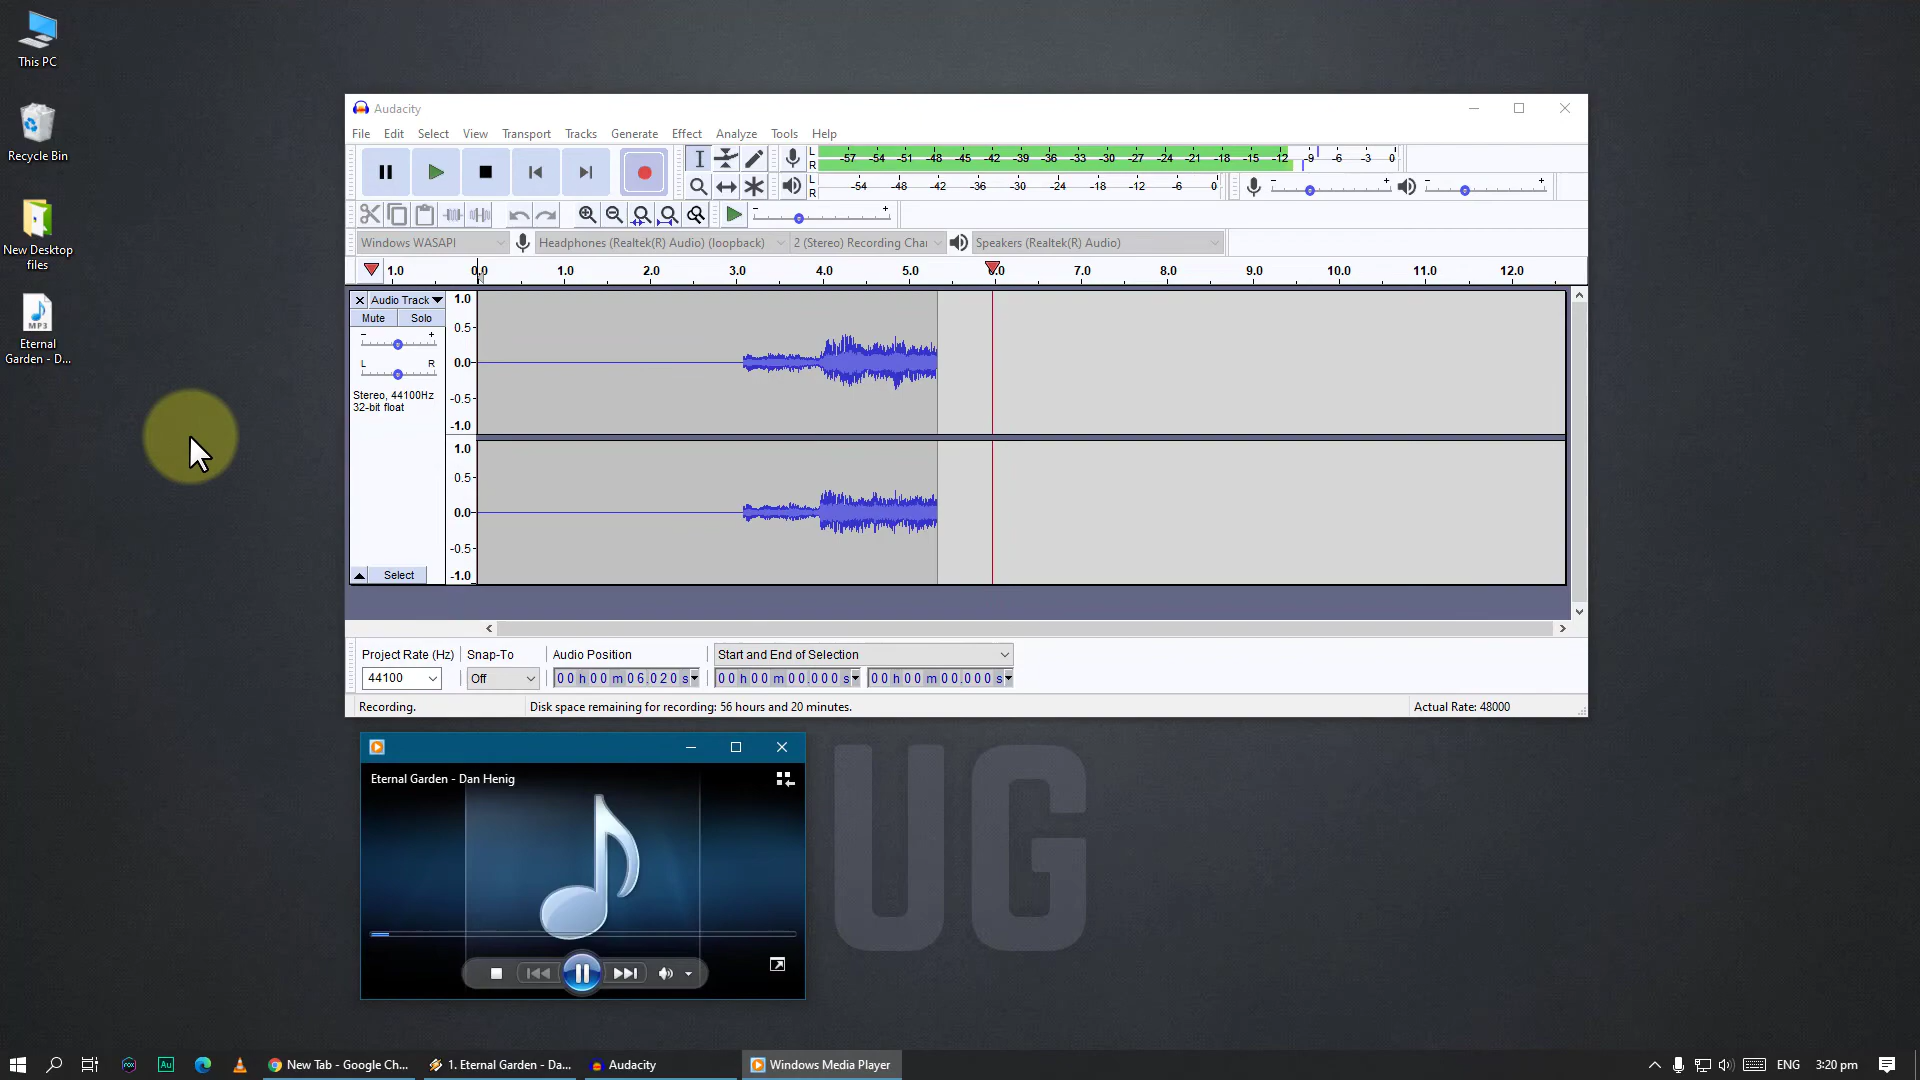 This PC
Recycle Bin
New Desktop
files
MP3
Eternal
Garden - D...
Audacity
File Edit Select View Transport Tracks Generate Effect Analyze Tools Help
L
R
-57 -54 -51 -48 -45 -42 -39 -36 -33 -30 -27 -24 -21 -18 -15 -12 -9 -6 -3 0
L
R
-54 -48 -42 -36 -30 -24 -18 -12 -6 0
Windows WASAPI
Headphones (Realtek(R) Audio) (loopback)
2 (Stereo) Recording Chan
Speakers (Realtek(R) Audio)
1.0 0.0 1.0 2.0 3.0 4.0 5.0 6.0 7.0 8.0 9.0 10.0 11.0 12.0
Audio Track
Mute Solo
L R
Stereo, 44100Hz
32-bit float
Select
1.0
0.5
0.0
-0.5
-1.0
1.0
0.5
0.0
-0.5
-1.0
Project Rate (Hz) Snap-To Audio Position Start and End of Selection
44100 Off 00 h 00 m 06.020 s 00 h 00 m 00.000 s 00 h 00 m 00.000 s
Recording. Disk space remaining for recording: 56 hours and 20 minutes. Actual Rate: 48000
Eternal Garden - Dan Henig
UG
FOX
Au
New Tab - Google Ch...
1. Eternal Garden - Da...
Audacity
Windows Media Player
ENG
3:20 pm